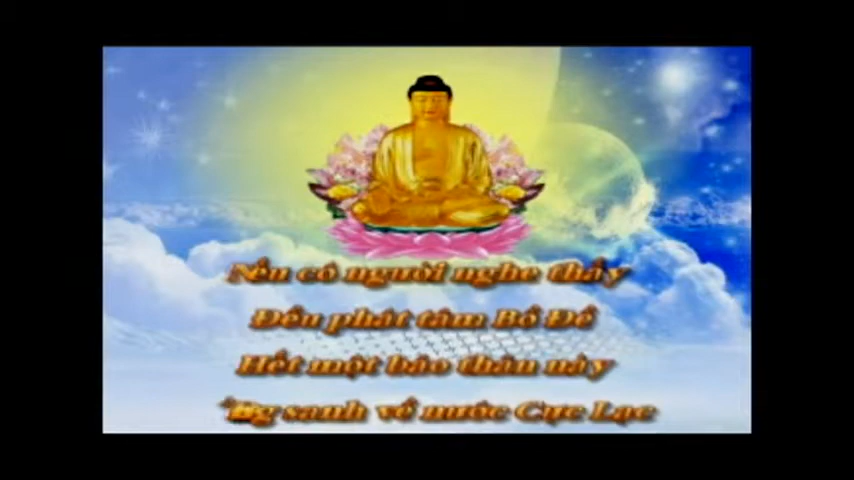 Nếu có người nghe thấy
Đều phát tâm Bồ Đề
Hết một báo thân này
sanh về nước Cực Lạc